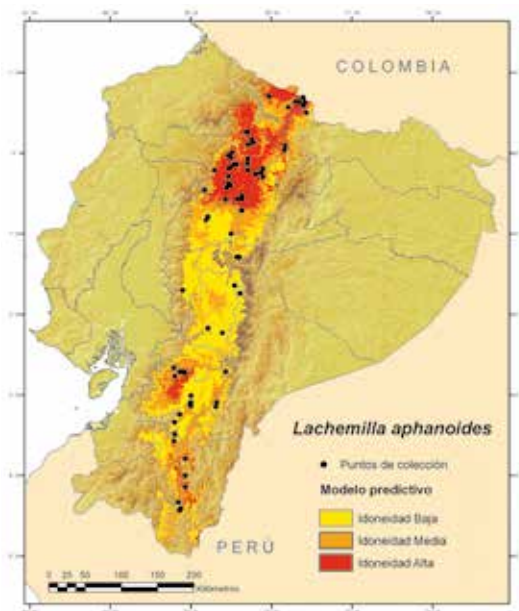 COLOMBIA
Lachemilla aphanoides
Puntos de colección
Modelo predictivo
Idoneidad Baja
Idoneidad Media
Idoneidad Alta
PERÚ
0 25 50 100 150 200
Kilómetros